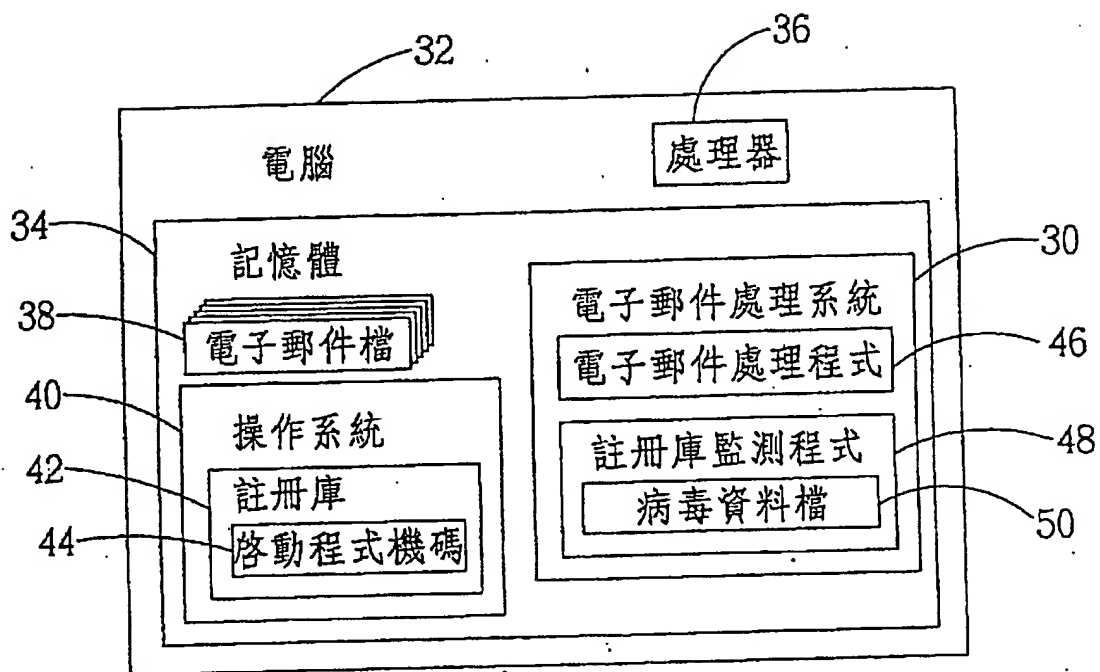 32
36
電腦
處理器
34
記憶體
30
38
電子郵件檔
電子郵件處理系統
電子郵件處理程式
46
40
操作系統
註冊庫監測程式
48
42
註冊庫
病毒資料檔
50
44
啓動程式機碼